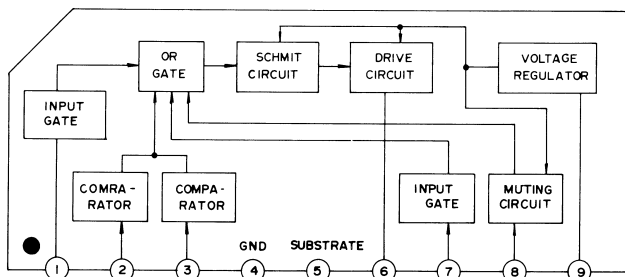 OR
GATE
SCHMIT
CIRCUIT
DRIVE
CIRCUIT
VOLTAGE
REGULATOR
INPUT
GATE
COMRA-
RATOR
COMPA-
RATOR
INPUT
GATE
MUTING
CIRCUIT
GND SUBSTRATE
1 2 3 4 5 6 7 8 9